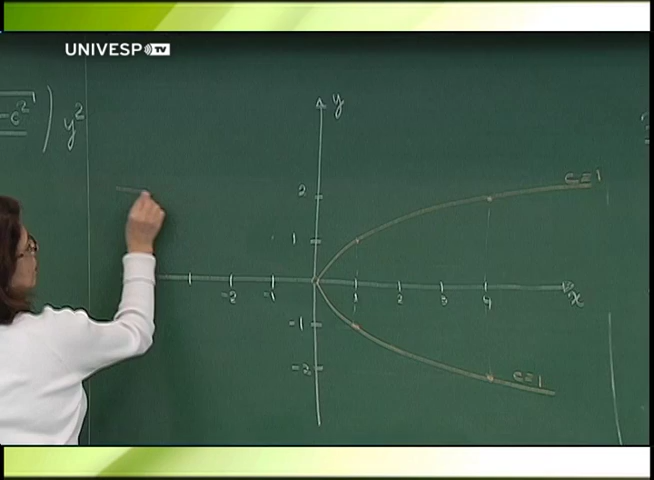 UNIVESP TV
-c² ) y²
y
2
1
-2 -1 1 2 3 4 x
-1
-2
c=1
c=1